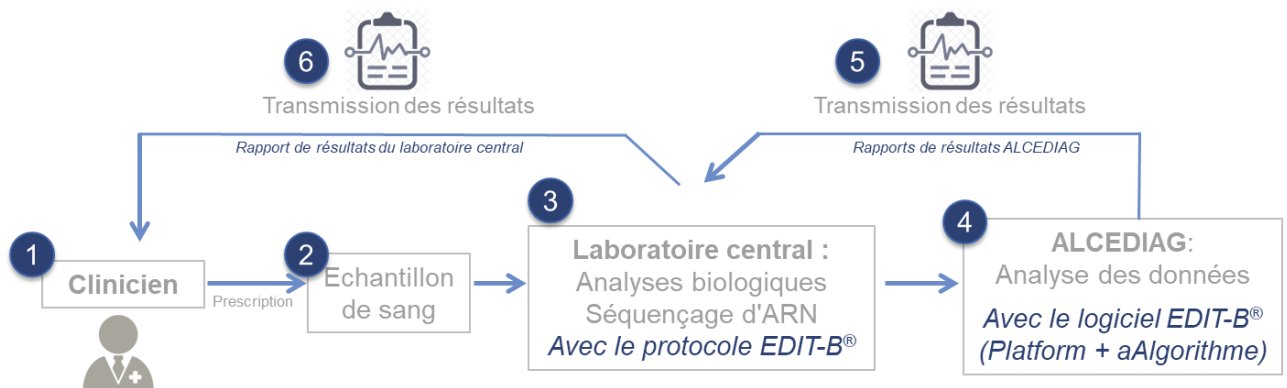 6
Transmission des résultats
5
Transmission des résultats
Rapport de résultats du laboratoire central
Rapports de résultats ALCEDIAG
1
Clinicien
Prescription
2
Echantillon
de sang
3
Laboratoire central :
Analyses biologiques
Séquençage d'ARN
Avec le protocole EDIT-B®
4
ALCEDIAG:
Analyse des données
Avec le logiciel EDIT-B®
(Platform + aAlgorithme)